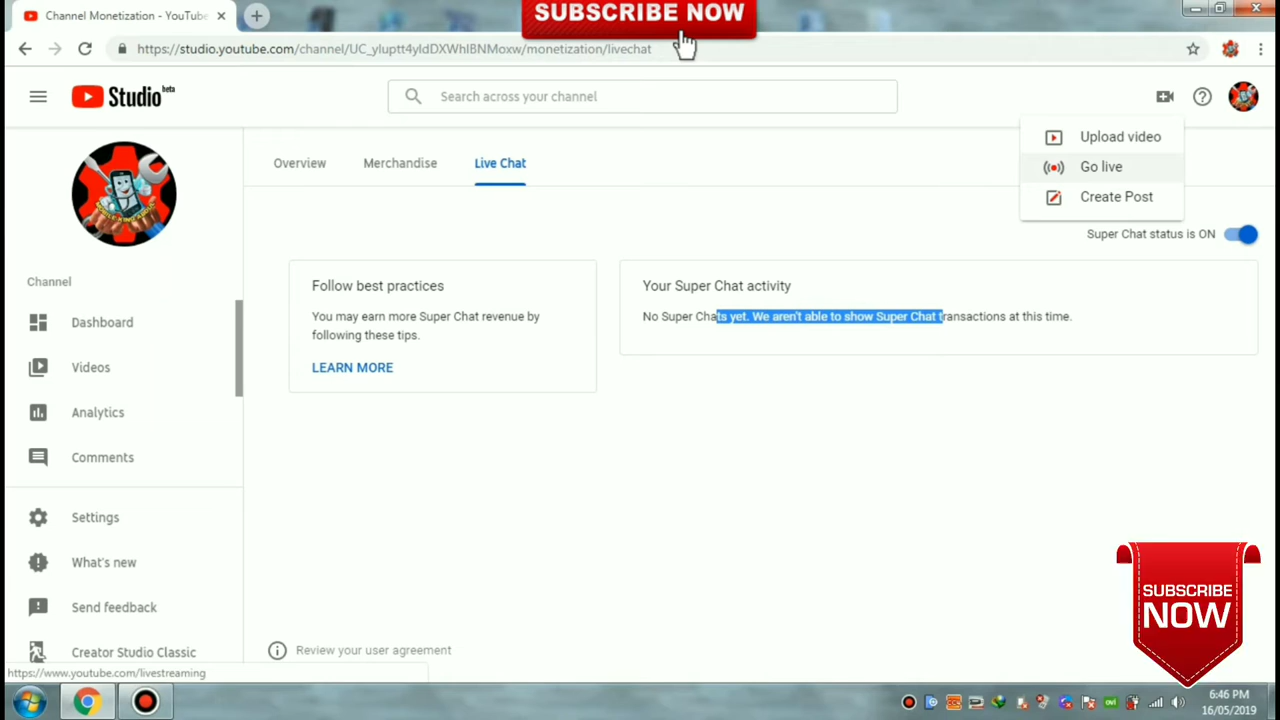 Channel Monetization - YouTube
SUBSCRIBE NOW
https://studio.youtube.com/channel/UC_yluptt4yldDXWhlBNMoxw/monetization/livechat
Studio beta
Search across your channel
Upload video
Go live
Create Post
Overview
Merchandise
Live Chat
Super Chat status is ON
Channel
Dashboard
Videos
Analytics
Comments
Settings
What's new
Send feedback
Creator Studio Classic
Follow best practices
You may earn more Super Chat revenue by
following these tips.
LEARN MORE
Your Super Chat activity
No Super Chats yet. We aren't able to show Super Chat transactions at this time.
Review your user agreement
SUBSCRIBE
NOW
https://www.youtube.com/livestreaming
6:46 PM
16/05/2019